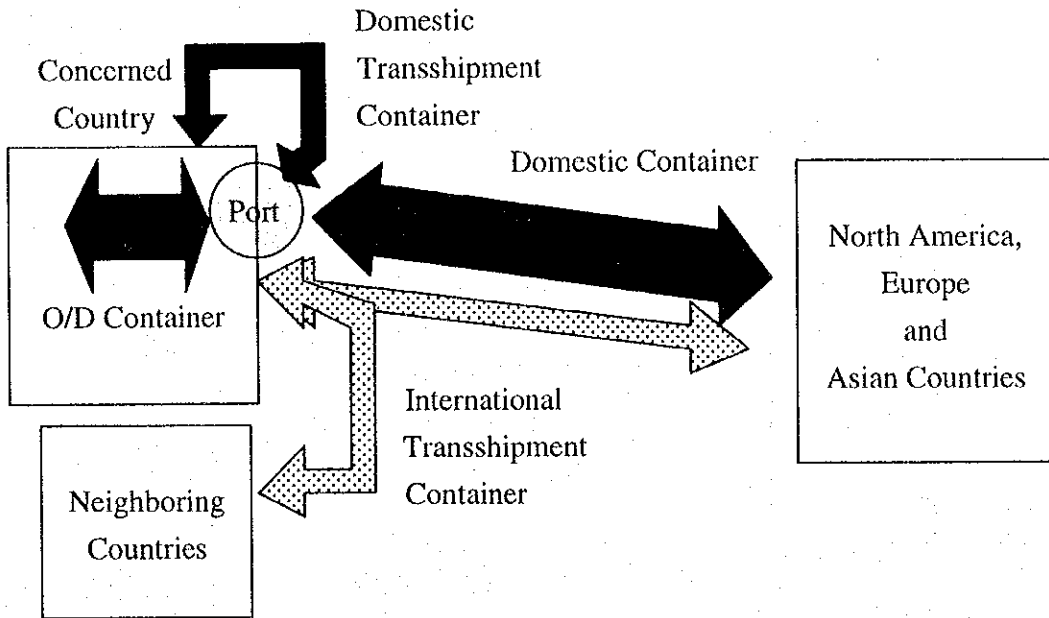 Domestic
Transshipment
Container
Concerned
Country
Domestic Container
Port
O/D Container
North America,
Europe
and
Asian Countries
International
Transshipment
Container
Neighboring
Countries